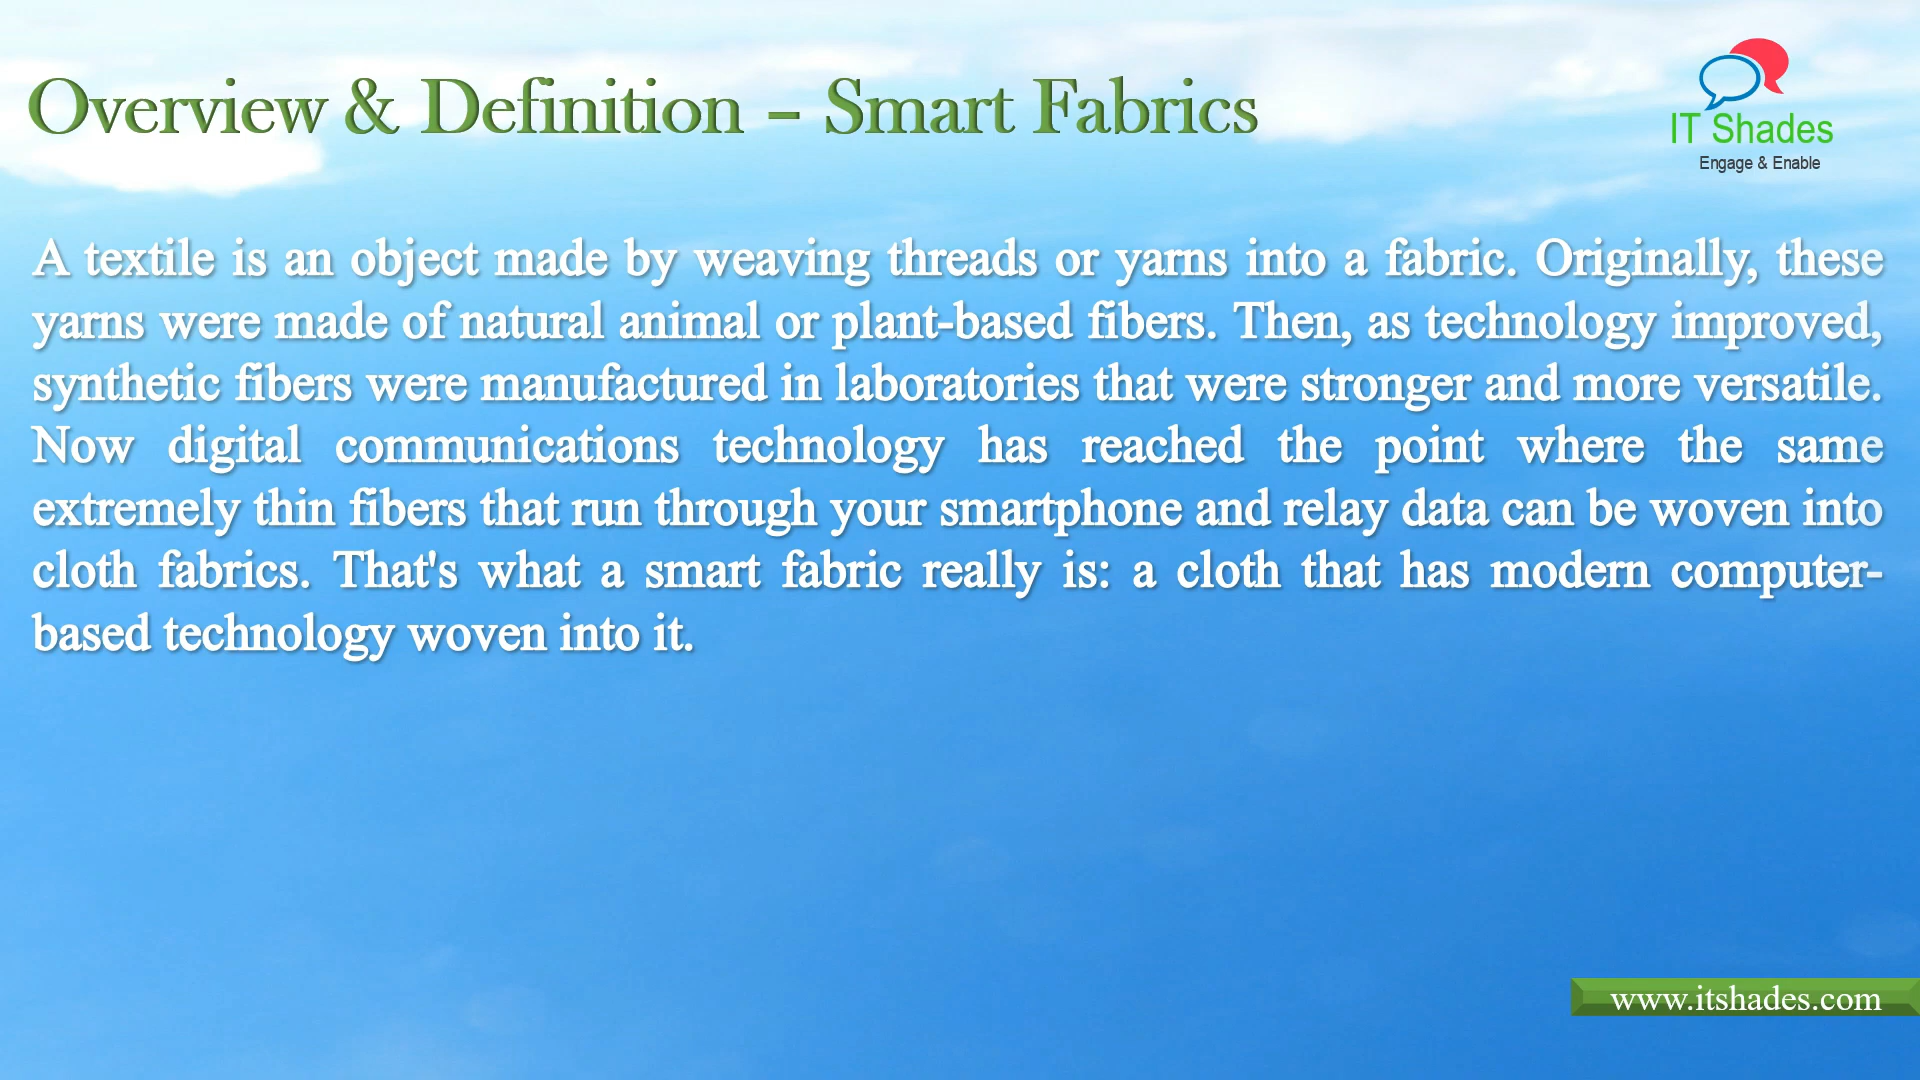 Overview & Definition – Smart Fabrics
IT Shades
Engage & Enable
A textile is an object made by weaving threads or yarns into a fabric. Originally, these
yarns were made of natural animal or plant-based fibers. Then, as technology improved,
synthetic fibers were manufactured in laboratories that were stronger and more versatile.
Now digital communications technology has reached the point where the same
extremely thin fibers that run through your smartphone and relay data can be woven into
cloth fabrics. That's what a smart fabric really is: a cloth that has modern computer-
based technology woven into it.
www.itshades.com